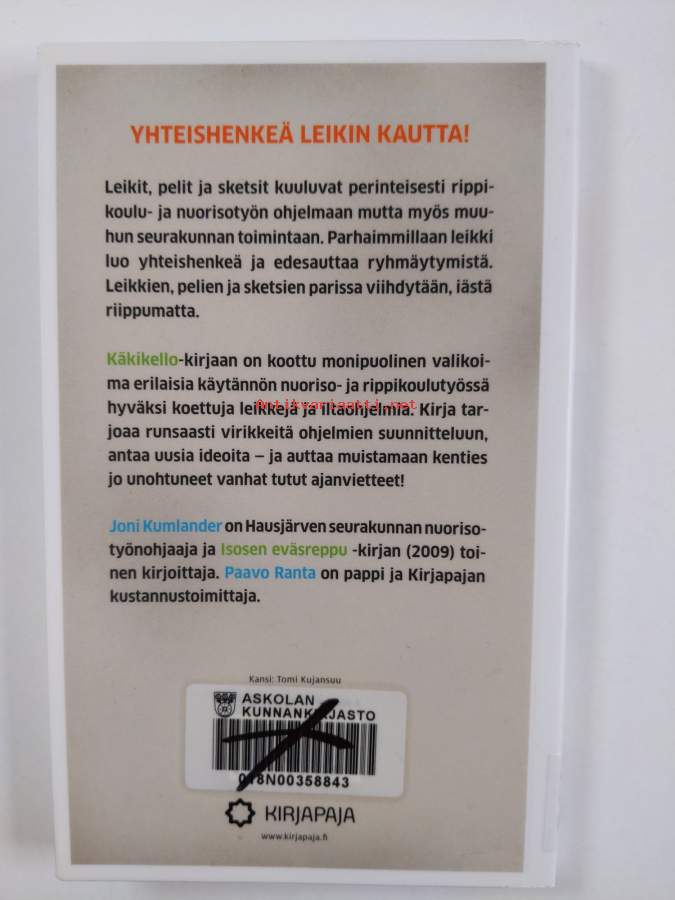 YHTEISHENKEÄ LEIKIN KAUTTA!
Leikit, pelit ja sketsit kuuluvat perinteisesti rippi-
koulu- ja nuorisotyön ohjelmaan mutta myös muu-
hun seurakunnan toimintaan. Parhaimmillaan leikki
luo yhteishenkeä ja edesauttaa ryhmäytymistä.
Leikkien, pelien ja sketsien parissa viihdytään, iästä
riippumatta.
Käkikello-kirjaan on koottu monipuolinen valikoi-
ma erilaisia käytännön nuoriso- ja rippikoulutyössä
hyväksi koettuja leikkejä ja iltaohjelmia. Kirja tar-
joaa runsaasti virikkeitä ohjelmien suunnitteluun,
antaa uusia ideoita – ja auttaa muistamaan kenties
jo unohtuneet vanhat tutut ajanvietteet!
Antikvariaatti.net
Joni Kumlander on Hausjärven seurakunnan nuoriso-
työnohjaaja ja Isosen eväsreppu -kirjan (2009) toi-
nen kirjoittaja. Paavo Ranta on pappi ja Kirjapajan
kustannustoimittaja.
Kansi: Tomi Kujansuu
ASKOLAN
KUNNANKIRJASTO
018N00358843
KIRJAPAJA
www.kirjapaja.fi